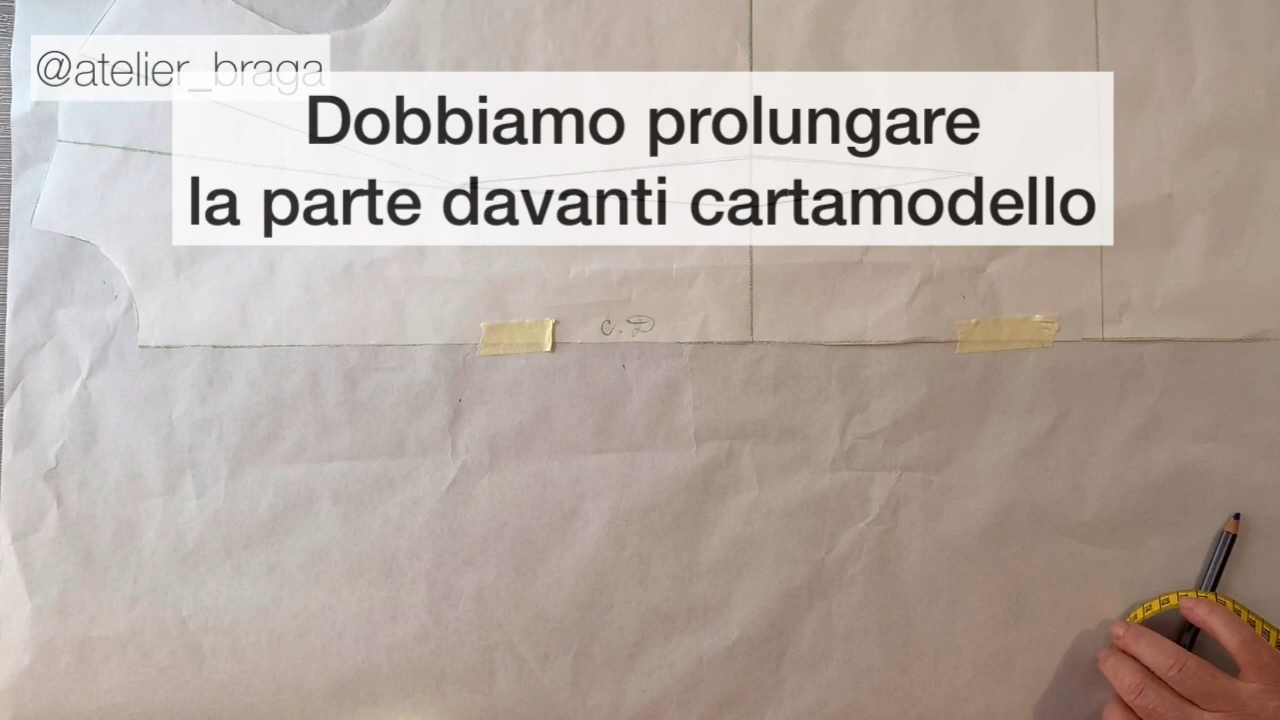 @atelier_braga
Dobbiamo prolungare
la parte davanti cartamodello
C.D